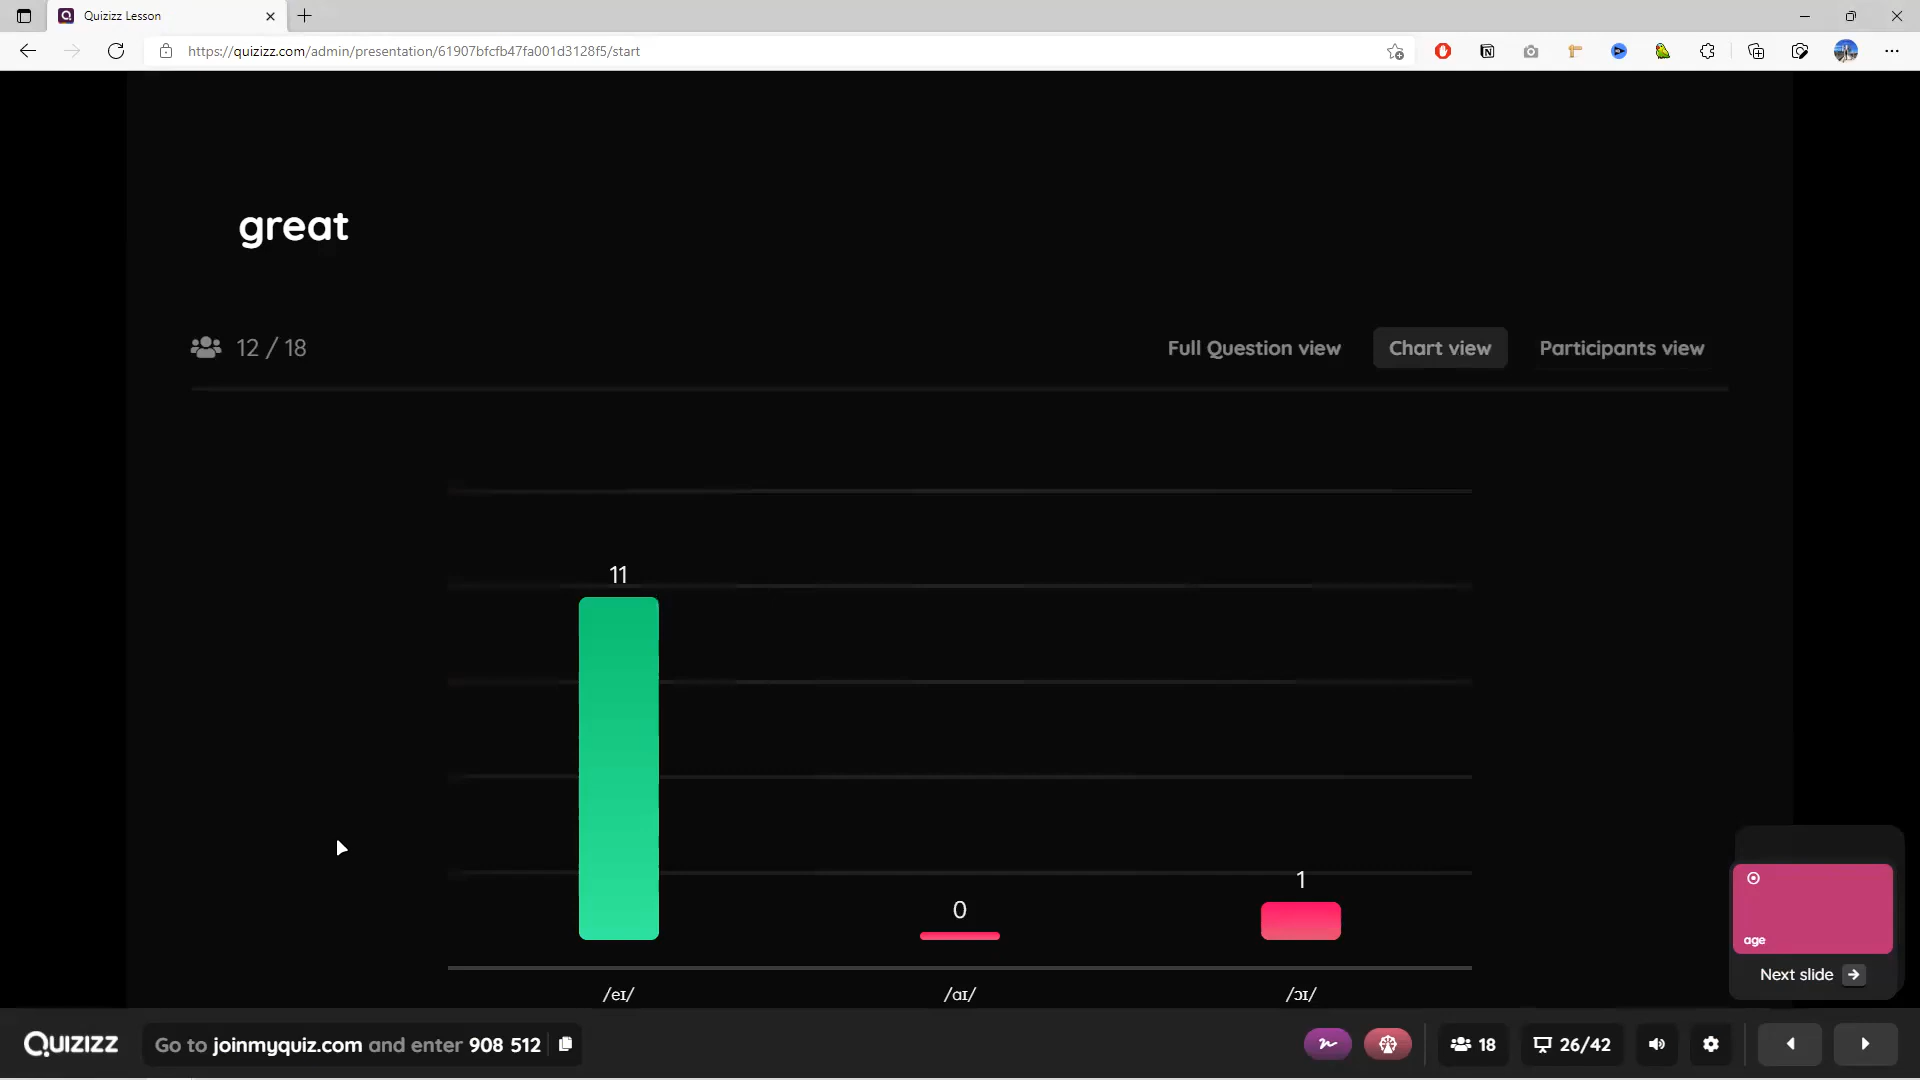 Quizizz Lesson
https://quizizz.com/admin/presentation/61907bfcfb47fa001d3128f5/start
great
12 / 18
Full Question view
Chart view
Participants view
11
0
1
/eɪ/
/aɪ/
/ɔɪ/
age
Next slide
QUIZIZZ
Go to joinmyquiz.com and enter 908 512
18
26/42